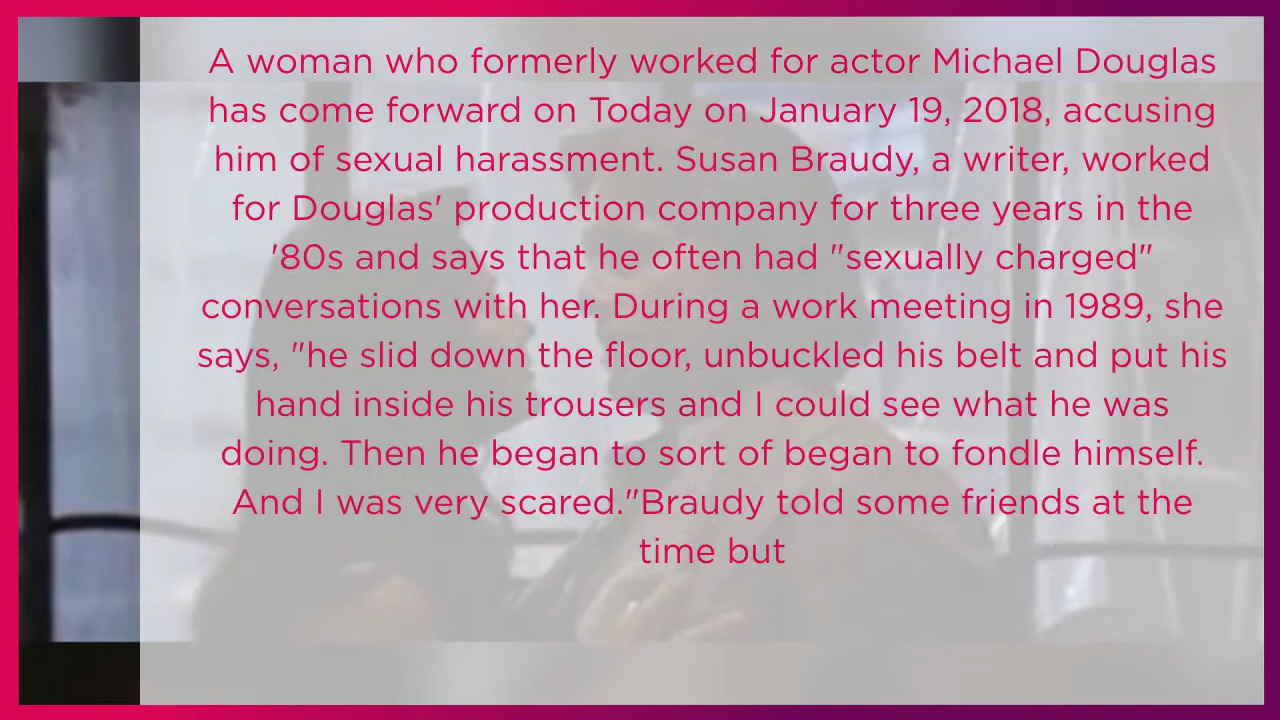 A woman who formerly worked for actor Michael Douglas
has come forward on Today on January 19, 2018, accusing
him of sexual harassment. Susan Braudy, a writer, worked
for Douglas' production company for three years in the
'80s and says that he often had "sexually charged"
conversations with her. During a work meeting in 1989, she
says, "he slid down the floor, unbuckled his belt and put his
hand inside his trousers and I could see what he was
doing. Then he began to sort of began to fondle himself.
And I was very scared."Braudy told some friends at the
time but